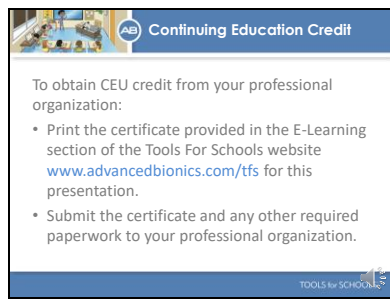 AB Continuing Education Credit
To obtain CEU credit from your professional
organization:
• Print the certificate provided in the E-Learning
section of the Tools For Schools website
www.advancedbionics.com/tfs for this
presentation.
• Submit the certificate and any other required
paperwork to your professional organization.
TOOLS for SCHOOLS